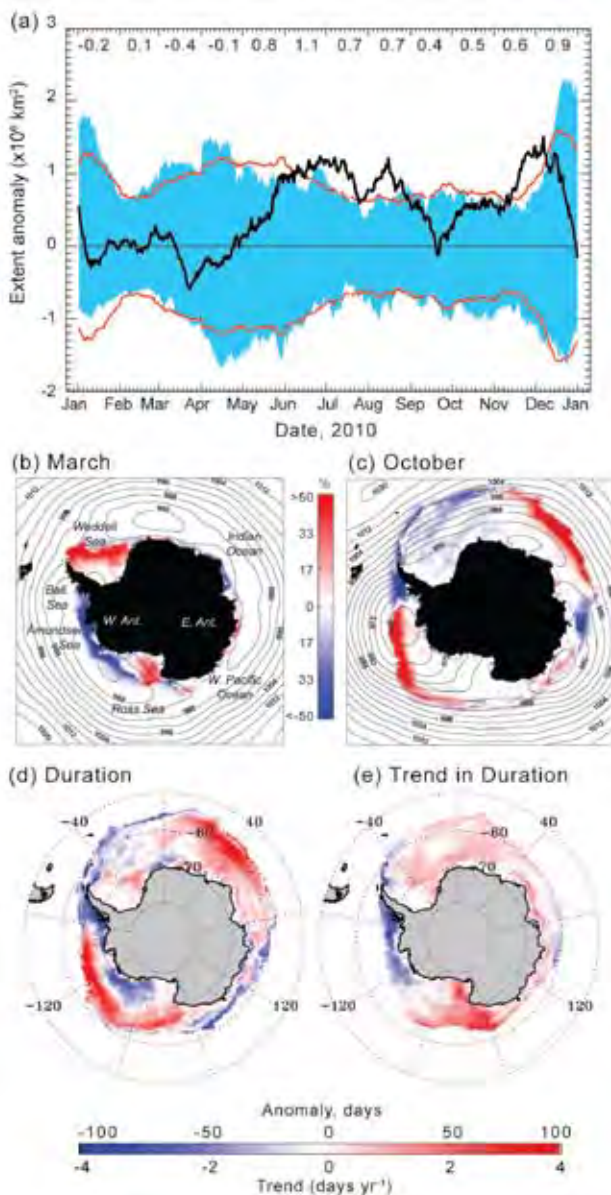 (a)
3
-0.2 0.1 -0.4 -0.1 0.8 1.1 0.7 0.7 0.4 0.5 0.6 0.9
2
1
0
-1
-2
Extent anomaly (x10⁶ km²)
Jan Feb Mar Apr May Jun Jul Aug Sep Oct Nov Dec Jan
Date, 2010
(b) March
Weddell
Sea
Indian
Ocean
Bell.
Sea
W. Ant. E. Ant.
Amundsen
Sea
W. Pacific
Ocean
Ross Sea
%
>50
33
17
0
17
33
<-50
(c) October
(d) Duration
-40 40
-60
-70
-120 120
(e) Trend in Duration
-40 40
-60
-70
-120 120
Anomaly, days
-100 -50 0 50 100
-4 -2 0 2 4
Trend (days yr⁻¹)